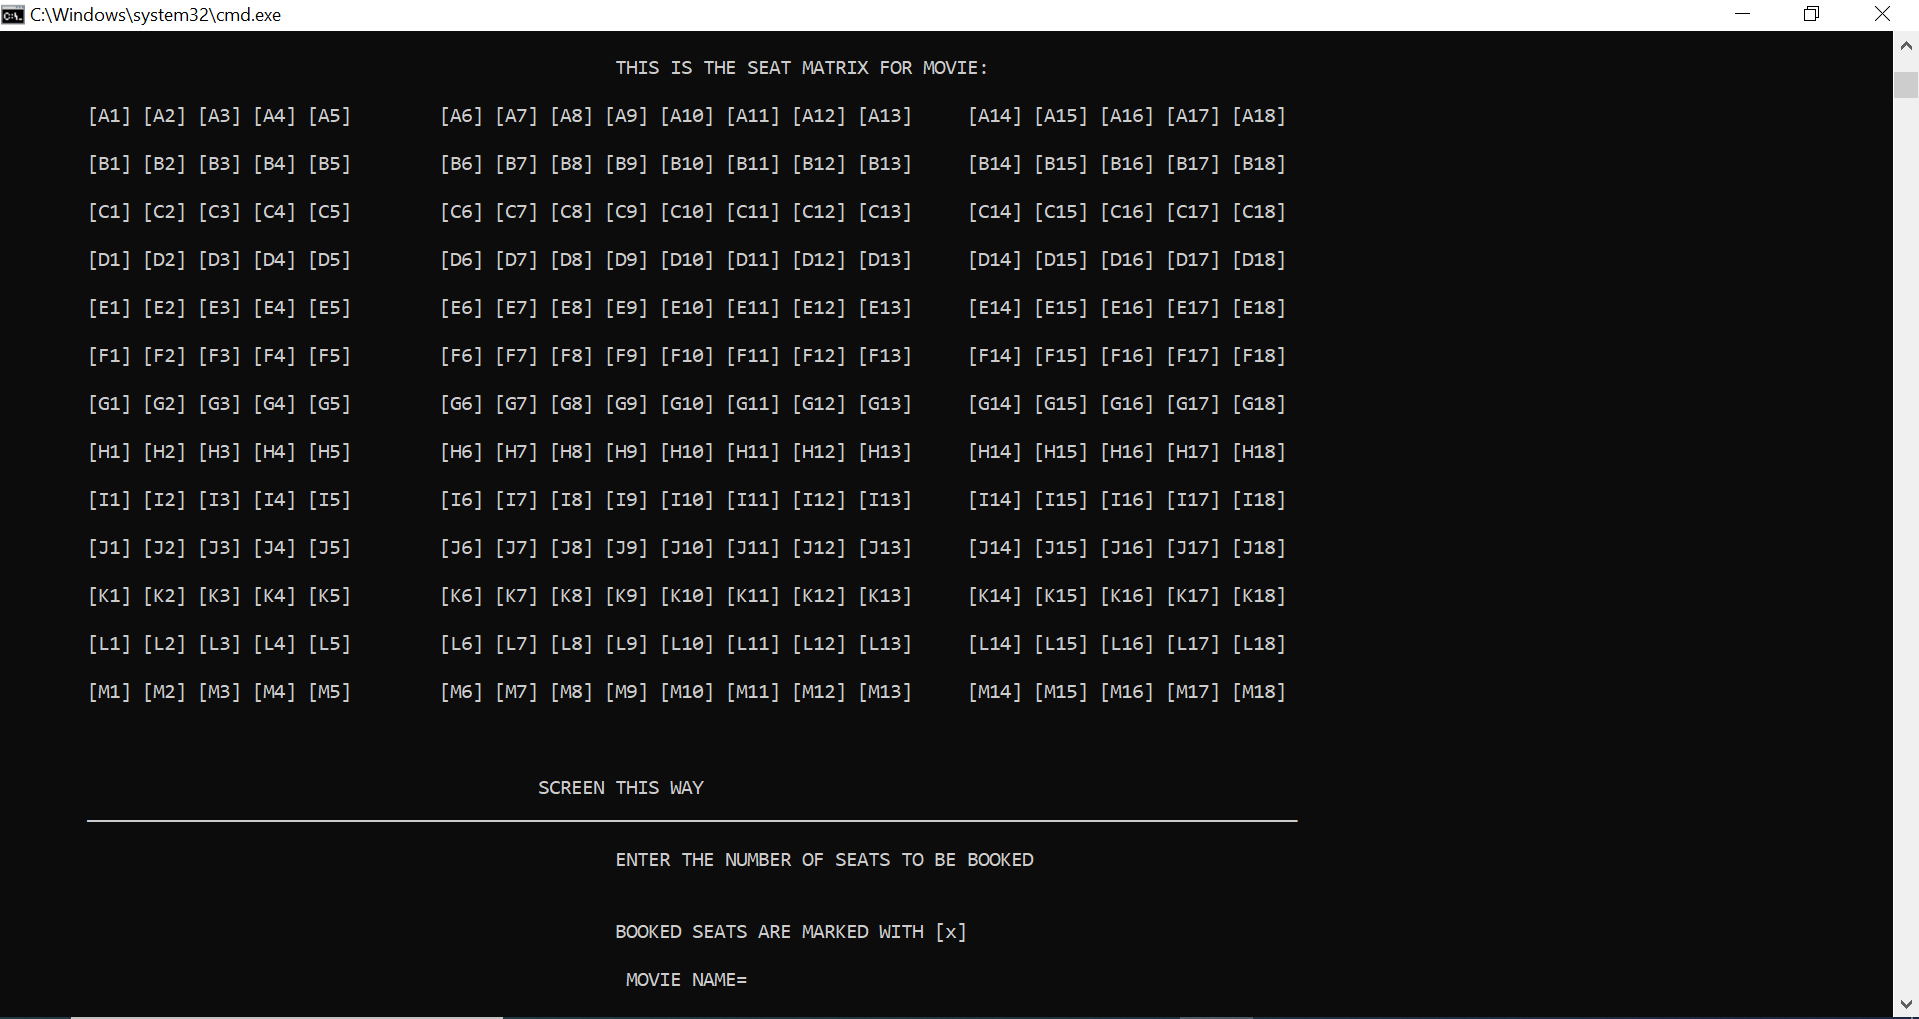 C:\Windows\system32\cmd.exe
THIS IS THE SEAT MATRIX FOR MOVIE:
[A1] [A2] [A3] [A4] [A5] [A6] [A7] [A8] [A9] [A10] [A11] [A12] [A13] [A14] [A15] [A16] [A17] [A18]
[B1] [B2] [B3] [B4] [B5] [B6] [B7] [B8] [B9] [B10] [B11] [B12] [B13] [B14] [B15] [B16] [B17] [B18]
[C1] [C2] [C3] [C4] [C5] [C6] [C7] [C8] [C9] [C10] [C11] [C12] [C13] [C14] [C15] [C16] [C17] [C18]
[D1] [D2] [D3] [D4] [D5] [D6] [D7] [D8] [D9] [D10] [D11] [D12] [D13] [D14] [D15] [D16] [D17] [D18]
[E1] [E2] [E3] [E4] [E5] [E6] [E7] [E8] [E9] [E10] [E11] [E12] [E13] [E14] [E15] [E16] [E17] [E18]
[F1] [F2] [F3] [F4] [F5] [F6] [F7] [F8] [F9] [F10] [F11] [F12] [F13] [F14] [F15] [F16] [F17] [F18]
[G1] [G2] [G3] [G4] [G5] [G6] [G7] [G8] [G9] [G10] [G11] [G12] [G13] [G14] [G15] [G16] [G17] [G18]
[H1] [H2] [H3] [H4] [H5] [H6] [H7] [H8] [H9] [H10] [H11] [H12] [H13] [H14] [H15] [H16] [H17] [H18]
[I1] [I2] [I3] [I4] [I5] [I6] [I7] [I8] [I9] [I10] [I11] [I12] [I13] [I14] [I15] [I16] [I17] [I18]
[J1] [J2] [J3] [J4] [J5] [J6] [J7] [J8] [J9] [J10] [J11] [J12] [J13] [J14] [J15] [J16] [J17] [J18]
[K1] [K2] [K3] [K4] [K5] [K6] [K7] [K8] [K9] [K10] [K11] [K12] [K13] [K14] [K15] [K16] [K17] [K18]
[L1] [L2] [L3] [L4] [L5] [L6] [L7] [L8] [L9] [L10] [L11] [L12] [L13] [L14] [L15] [L16] [L17] [L18]
[M1] [M2] [M3] [M4] [M5] [M6] [M7] [M8] [M9] [M10] [M11] [M12] [M13] [M14] [M15] [M16] [M17] [M18]
SCREEN THIS WAY
ENTER THE NUMBER OF SEATS TO BE BOOKED
BOOKED SEATS ARE MARKED WITH [x]
MOVIE NAME=